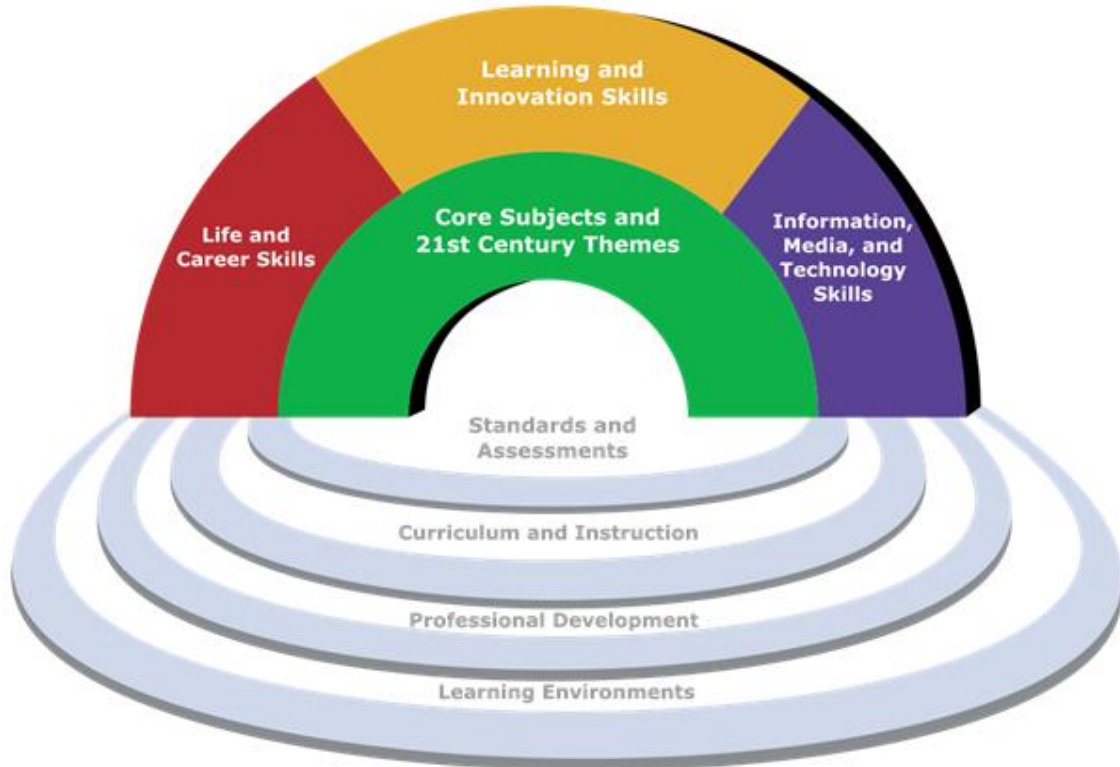 Learning and
Innovation Skills
Core Subjects and
21st Century Themes
Life and
Career Skills
Information,
Media, and
Technology
Skills
Standards and
Assessments
Curriculum and Instruction
Professional Development
Learning Environments